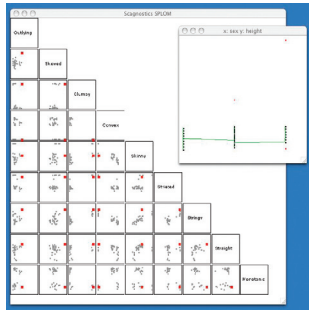 Scagnostics SPLOM
x: sex y: height
Outlying
Skewed
Clumpy
Convex
Skinny
Striated
Stringy
Straight
Monotonic